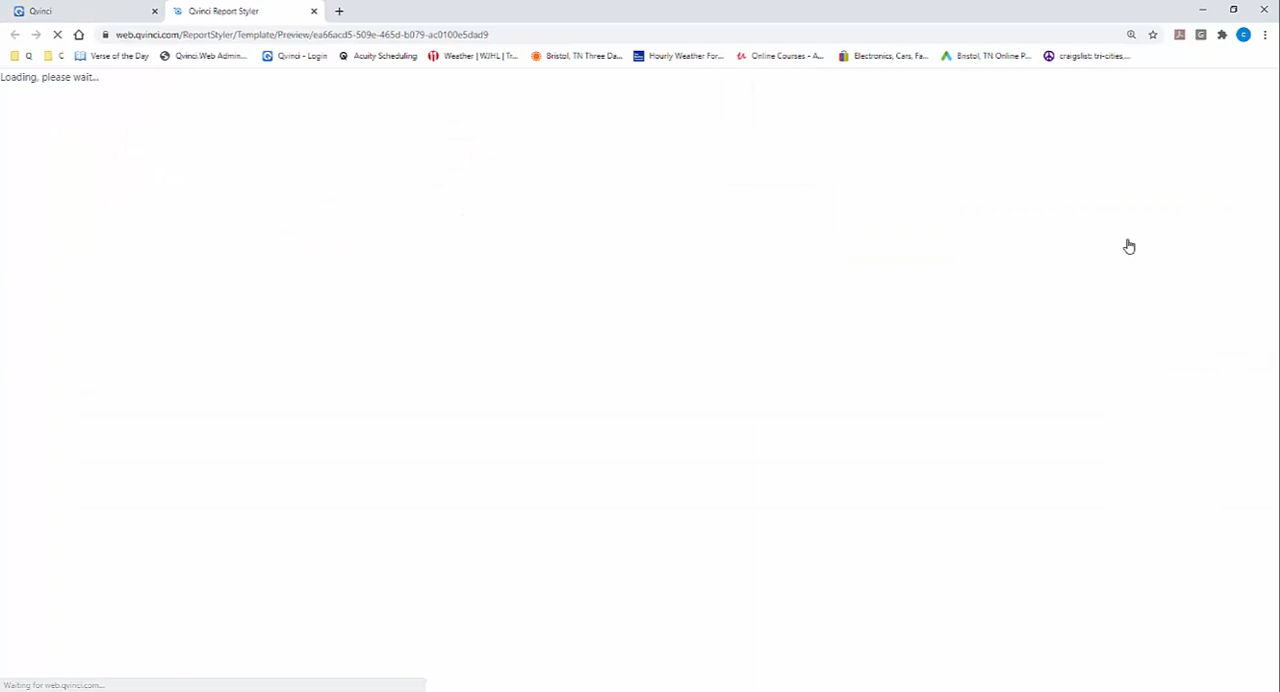 Qvinci
Qvinci Report Styler
web.qvinci.com/ReportStyler/Template/Preview/ea66acd5-509e-465d-b079-ac0100e5dad9
Q C Verse of the Day Qvinci.Web Admin... Qvinci - Login Acuity Scheduling Weather | WJHL | Tr... Bristol, TN Three Da... Hourly Weather For... Online Courses - A... Electronics, Cars, Fa... Bristol, TN Online P... craigslist: tri-cities,...
Loading, please wait...
Waiting for web.qvinci.com...